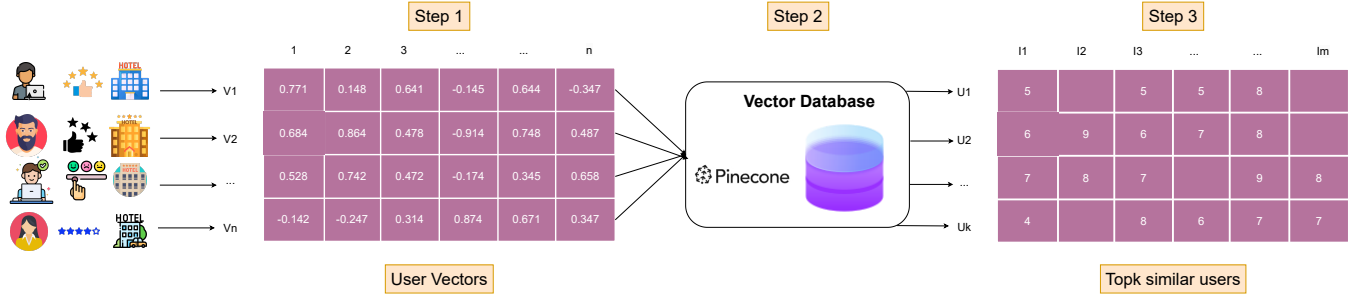 Step 1
Step 2
Step 3
1 2 3 ... ... n
I1 I2 I3 ... ... Im
HOTEL V1 0.771 0.148 0.641 -0.145 0.644 -0.347
Vector Database
U1 5 5 5 8
V2 0.684 0.864 0.478 -0.914 0.748 0.487
U2 6 9 6 7 8
HOTEL ... 0.528 0.742 0.472 -0.174 0.345 0.658
Pinecone
... 7 8 7 9 8
HOTEL Vn -0.142 -0.247 0.314 0.874 0.671 0.347
Uk 4 8 6 7 7
User Vectors
Topk similar users